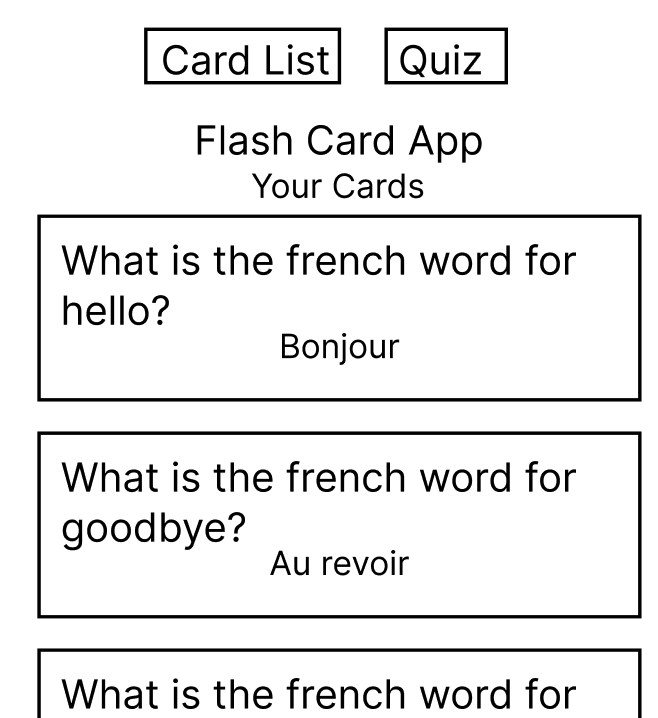 Card List Quiz
Flash Card App
Your Cards
What is the french word for
hello?
Bonjour
What is the french word for
goodbye?
Au revoir
What is the french word for